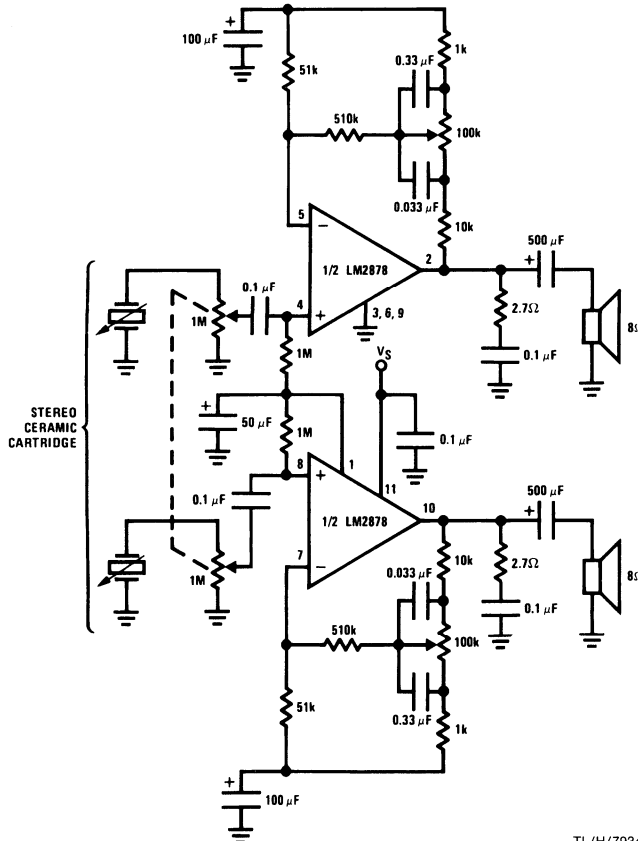 100 μF
+
51k
0.33 μF
1k
510k
100k
0.033 μF
10k
5
−
2
500 μF
+
1/2 LM2878
0.1 μF
4
+
3, 6, 9
2.7Ω
8Ω
1M
1M
0.1 μF
VS
STEREO
CERAMIC
CARTRIDGE
+
50 μF
1M
0.1 μF
8
+
1
11
0.1 μF
10
500 μF
+
1/2 LM2878
1M
7
−
10k
2.7Ω
8Ω
0.033 μF
0.1 μF
510k
100k
51k
0.33 μF
1k
+
100 μF